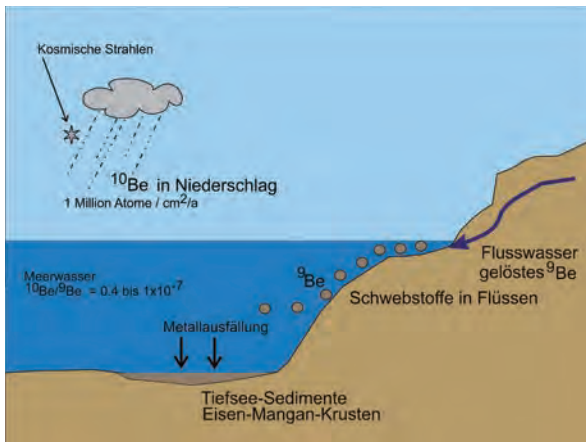 Kosmische Strahlen
¹⁰Be in Niederschlag
1 Million Atome / cm²/a
Flusswasser
gelöstes ⁹Be
⁹Be
Schwebstoffe in Flüssen
Meerwasser
¹⁰Be/⁹Be = 0.4 bis 1x10⁻⁷
Metallausfällung
Tiefsee-Sedimente
Eisen-Mangan-Krusten